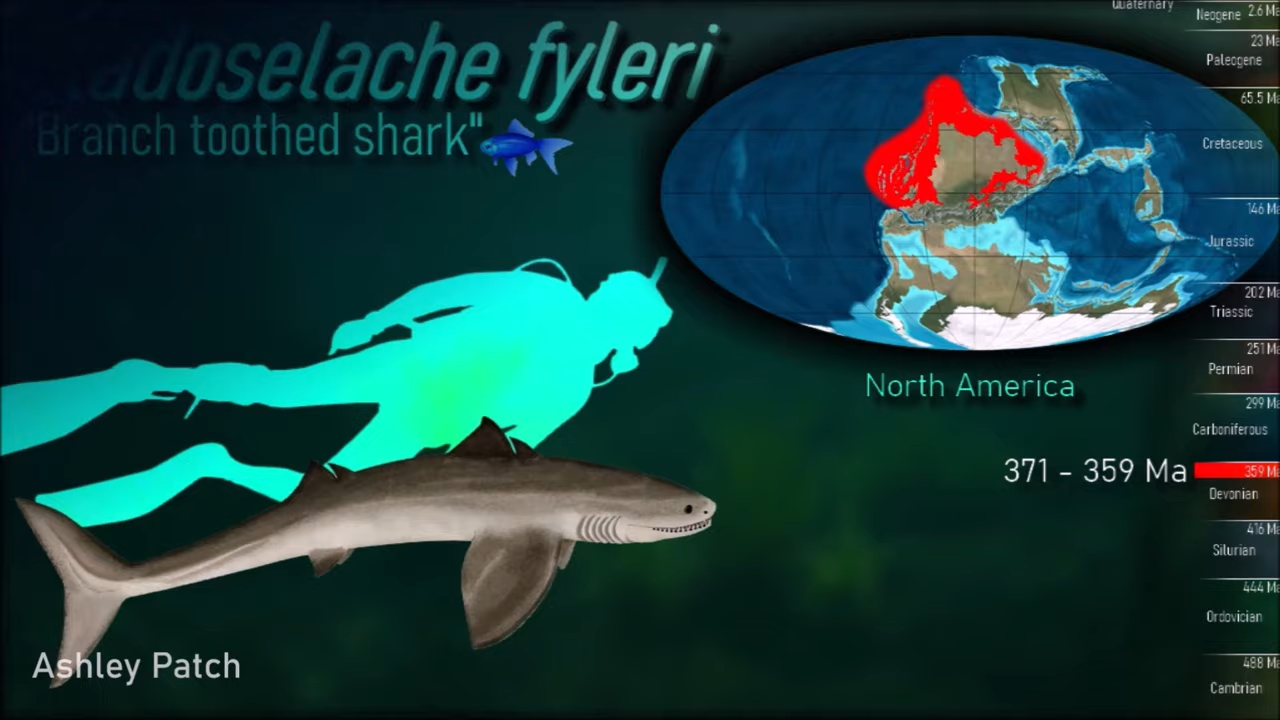 adoselache fyleri
"Branch toothed shark"
North America
371 - 359 Ma
Ashley Patch
Quaternary
2.6 Ma
Neogene
23 Ma
Paleogene
65.5 Ma
Cretaceous
146 Ma
Jurassic
202 Ma
Triassic
251 Ma
Permian
299 Ma
Carboniferous
359 Ma
Devonian
416 Ma
Silurian
444 Ma
Ordovician
488 Ma
Cambrian